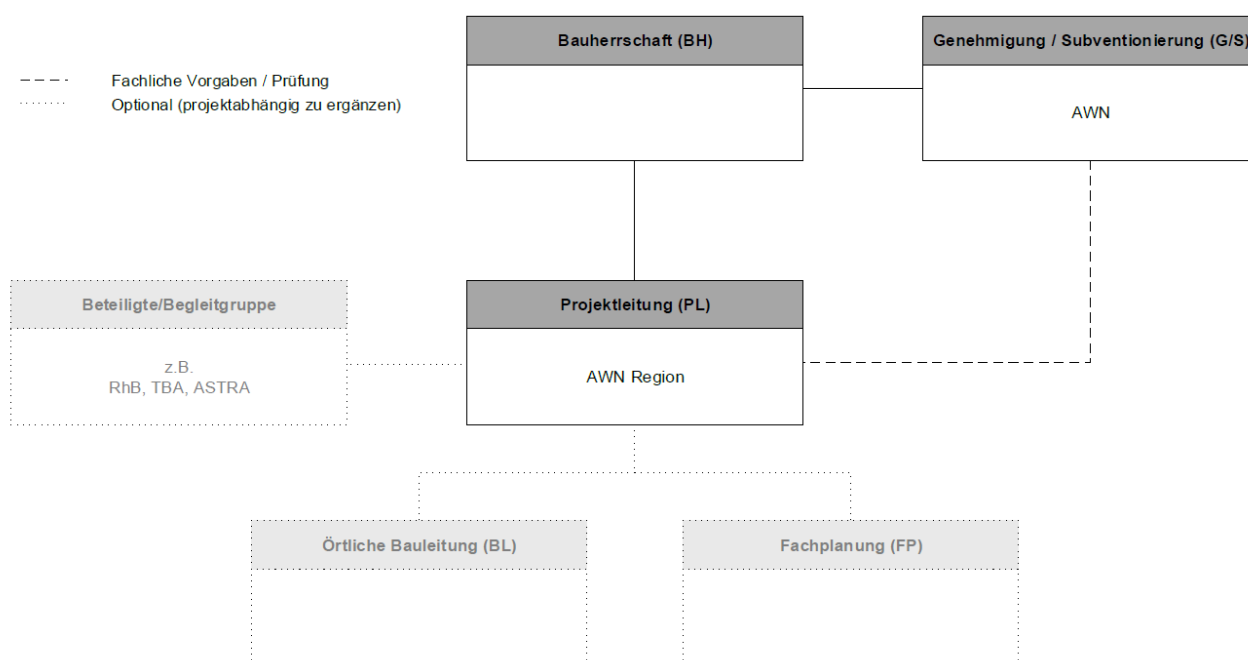 Bauherrschaft (BH)
Genehmigung / Subventionierung (G/S)
Fachliche Vorgaben / Prüfung
Optional (projektabhängig zu ergänzen)
AWN
Beteiligte/Begleitgruppe
Projektleitung (PL)
z.B.
RhB, TBA, ASTRA
AWN Region
Örtliche Bauleitung (BL)
Fachplanung (FP)